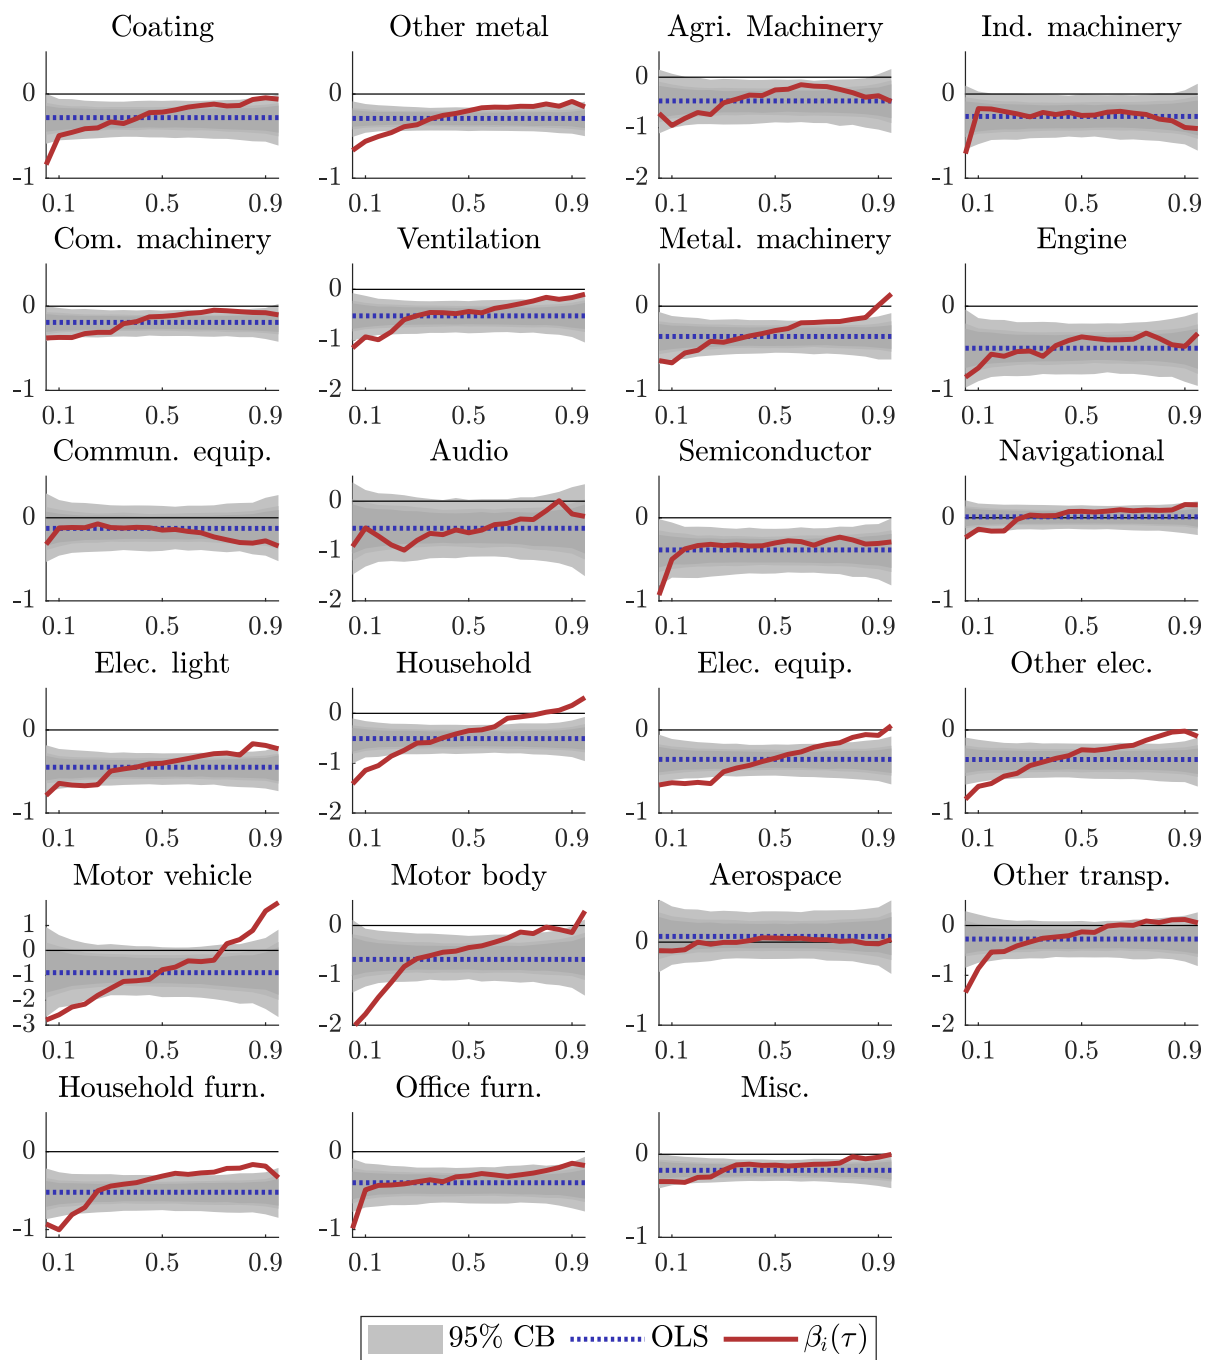 Coating Other metal Agri. Machinery Ind. machinery
0 0 0 0
-1 -1 -1 -2 -1
0.1 0.5 0.9 0.1 0.5 0.9 0.1 0.5 0.9 0.1 0.5 0.9
Com. machinery Ventilation Metal. machinery Engine
0 0 0 0
-1 -1 -2 -1 -1
0.1 0.5 0.9 0.1 0.5 0.9 0.1 0.5 0.9 0.1 0.5 0.9
Commun. equip. Audio Semiconductor Navigational
0 0 0 0
-1 -1 -2 -1 -1
0.1 0.5 0.9 0.1 0.5 0.9 0.1 0.5 0.9 0.1 0.5 0.9
Elec. light Household Elec. equip. Other elec.
0 0 0 0
-1 -1 -2 -1 -1
0.1 0.5 0.9 0.1 0.5 0.9 0.1 0.5 0.9 0.1 0.5 0.9
Motor vehicle Motor body Aerospace Other transp.
1 0 -1 -2 -3 0 -1 -2 0 -1 0 -1 -2
0.1 0.5 0.9 0.1 0.5 0.9 0.1 0.5 0.9 0.1 0.5 0.9
Household furn. Office furn. Misc.
0 0 0
-1 -1 -1
0.1 0.5 0.9 0.1 0.5 0.9 0.1 0.5 0.9
95% CB OLS β_i(τ)